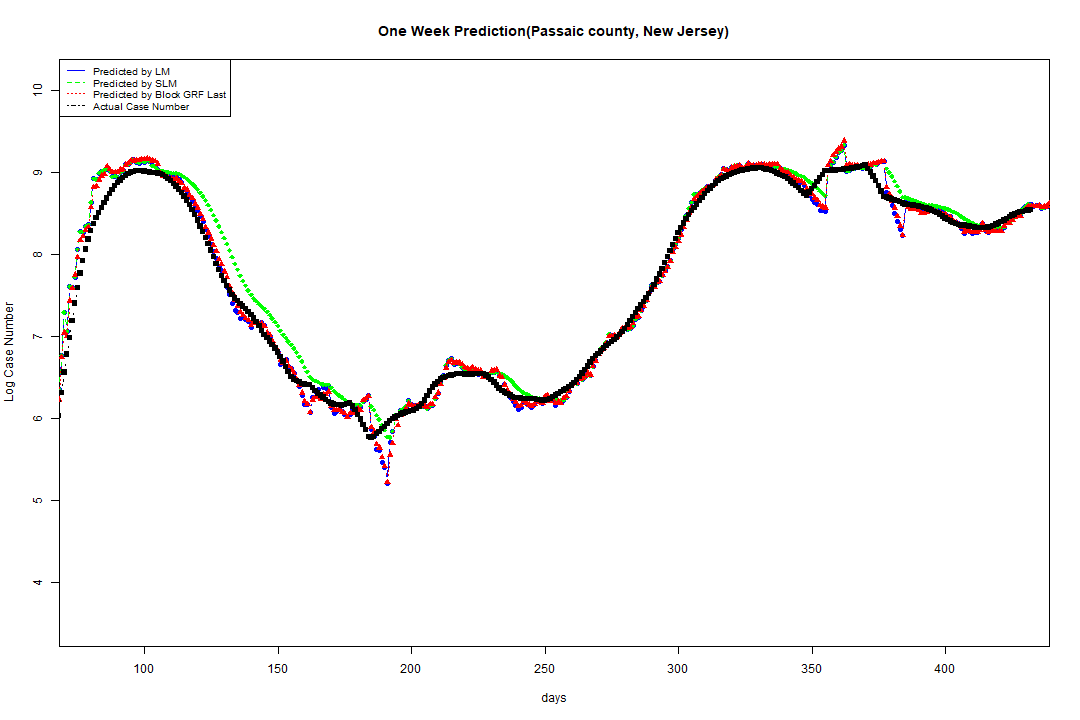 One Week Prediction(Passaic county, New Jersey)
Predicted by LM
Predicted by SLM
Predicted by Block GRF Last
Actual Case Number
10
9
8
7
6
5
4
Log Case Number
100 150 200 250 300 350 400
days